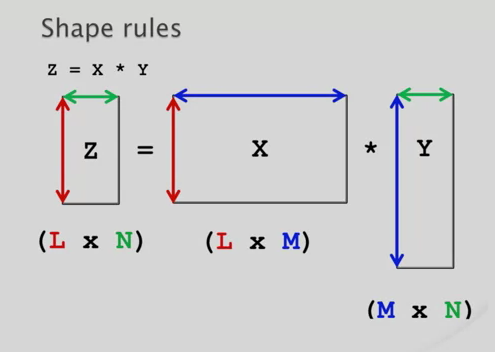 Shape rules
Z = X * Y
Z = X * Y
(L x N) (L x M)
(M x N)